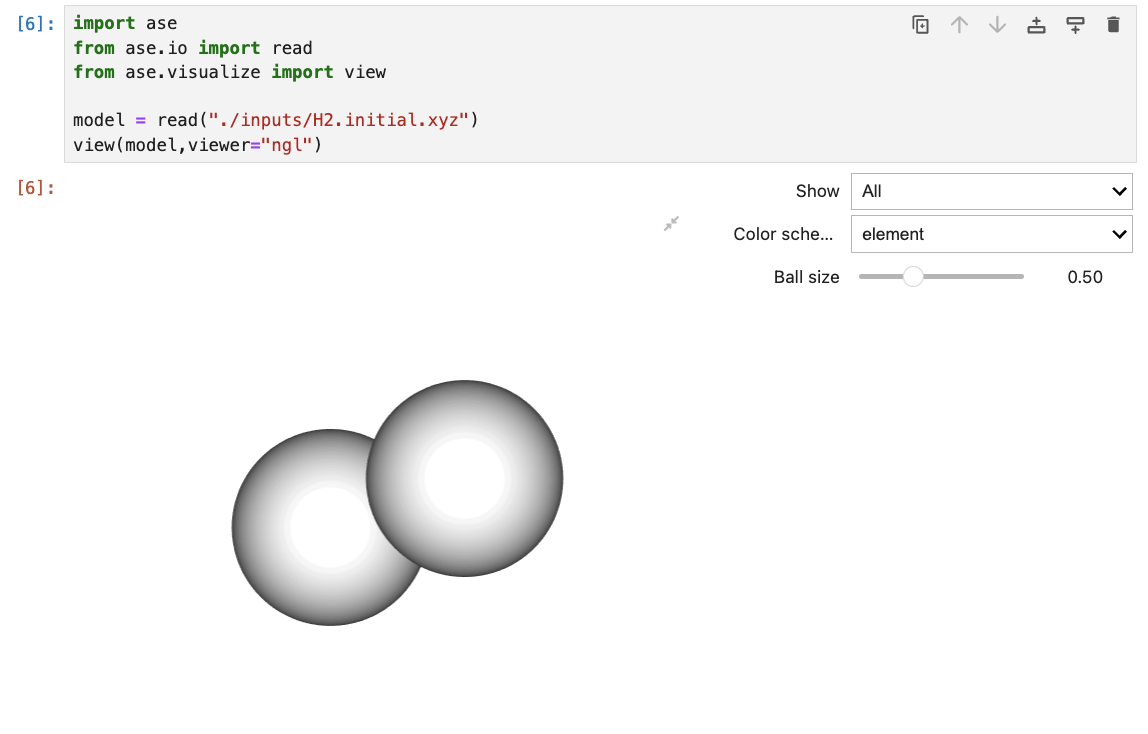 [6]:
import ase
from ase.io import read
from ase.visualize import view
model = read("./inputs/H2.initial.xyz")
view(model,viewer="ngl")
[6]:
Show All
Color sche... element
Ball size 0.50